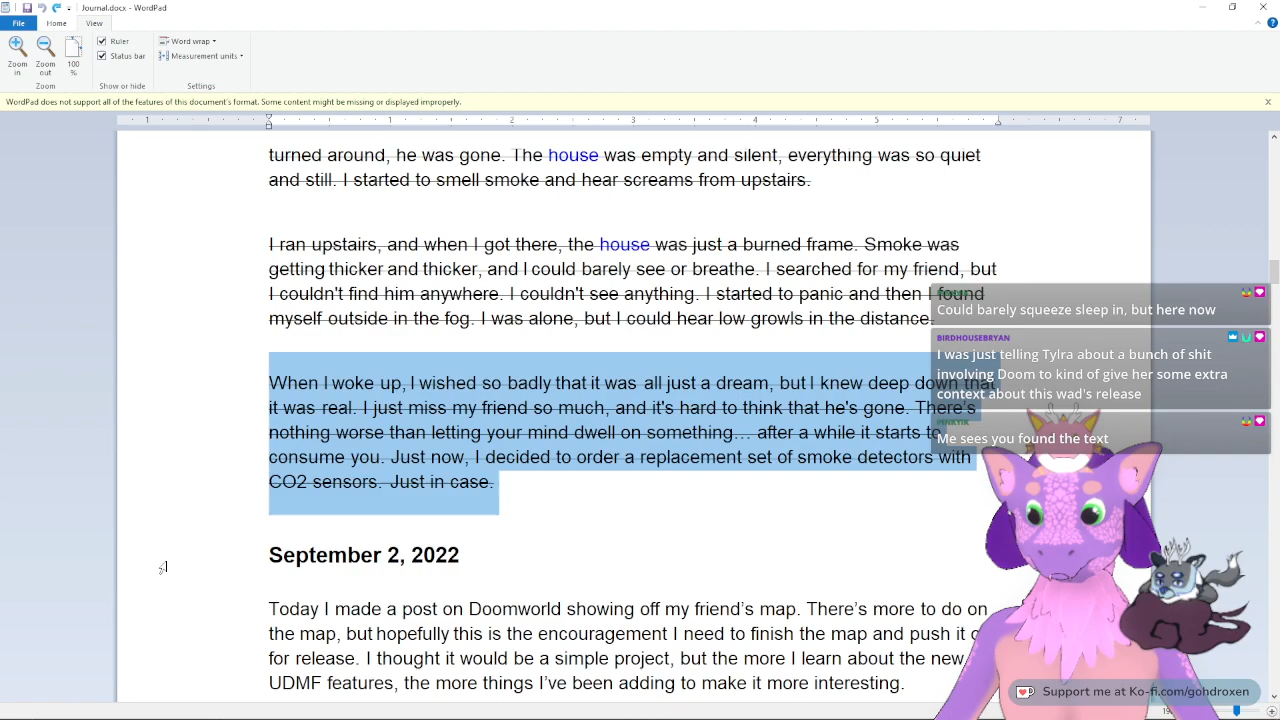 Journal.docx - WordPad
File
Home
View
Zoom in
Zoom out
100 %
Ruler
Status bar
Word wrap
Measurement units
Zoom
Show or hide
Settings
WordPad does not support all of the features of this document's format. Some content might be missing or displayed improperly.
1 1 2 3 4 5 7
turned around, he was gone. The house was empty and silent, everything was so quiet
and still. I started to smell smoke and hear screams from upstairs.
I ran upstairs, and when I got there, the house was just a burned frame. Smoke was
getting thicker and thicker, and I could barely see or breathe. I searched for my friend, but
I couldn't find him anywhere. I couldn't see anything. I started to panic and then I found
myself outside in the fog. I was alone, but I could hear low growls in the distance.
When I woke up, I wished so badly that it was all just a dream, but I knew deep down that
it was real. I just miss my friend so much, and it's hard to think that he's gone. There's
nothing worse than letting your mind dwell on something… after a while it starts to
consume you. Just now, I decided to order a replacement set of smoke detectors with
CO2 sensors. Just in case.
September 2, 2022
Today I made a post on Doomworld showing off my friend's map. There's more to do on
the map, but hopefully this is the encouragement I need to finish the map and push it
for release. I thought it would be a simple project, but the more I learn about the new
UDMF features, the more things I've been adding to make it more interesting.
Could barely squeeze sleep in, but here now
BIRDHOUSEBRYAN
I was just telling Tylra about a bunch of shit
involving Doom to kind of give her some extra
context about this wad's release
Me sees you found the text
Support me at Ko-fi.com/gohdroxen